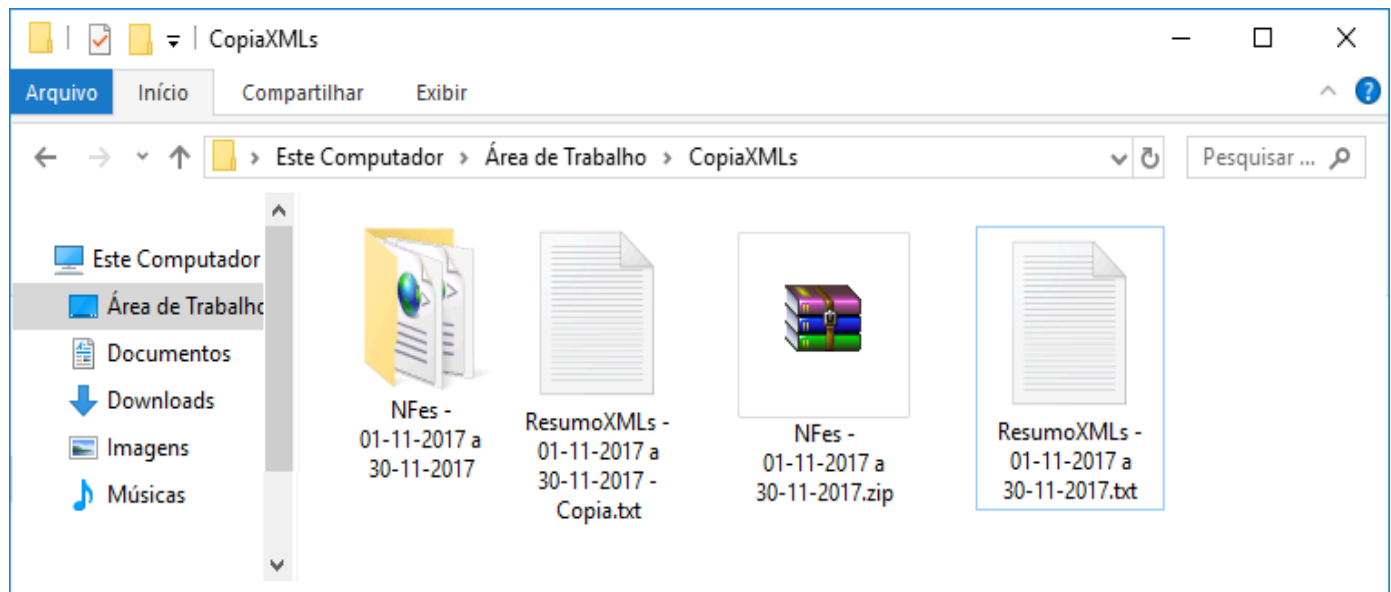 CopiaXMLs
Arquivo Início Compartilhar Exibir
Este Computador > Área de Trabalho > CopiaXMLs
Pesquisar ...
Este Computador
Área de Trabalho
Documentos
Downloads
Imagens
Músicas
NFes -
01-11-2017 a
30-11-2017
ResumoXMLs -
01-11-2017 a
30-11-2017 -
Copia.txt
NFes -
01-11-2017 a
30-11-2017.zip
ResumoXMLs -
01-11-2017 a
30-11-2017.txt